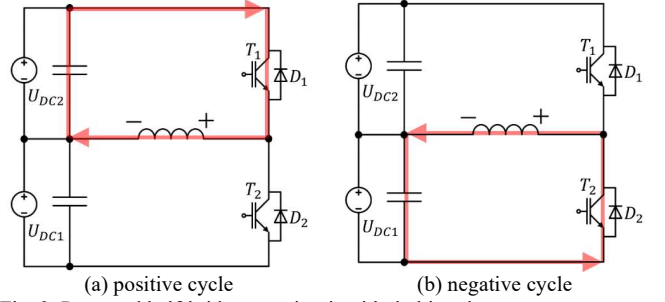 T1
D1
UDC2
− +
T2
D2
UDC1
(a) positive cycle
T1
D1
UDC2
− +
T2
D2
UDC1
(b) negative cycle